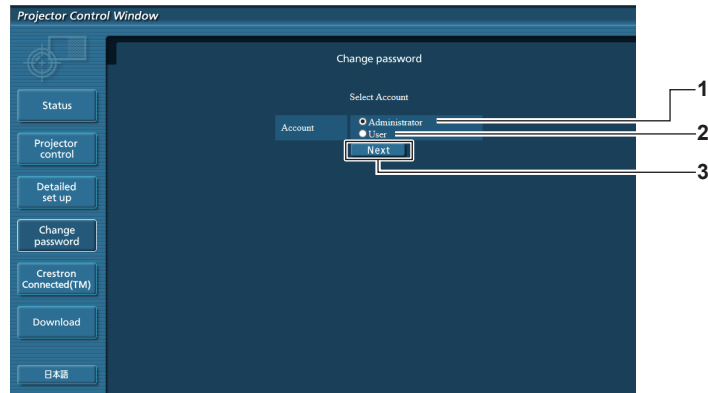 Projector Control Window
Change password
Select Account
Account
Administrator
User
Next
Status
Projector
control
Detailed
set up
Change
password
Crestron
Connected(TM)
Download
日本語
1
2
3